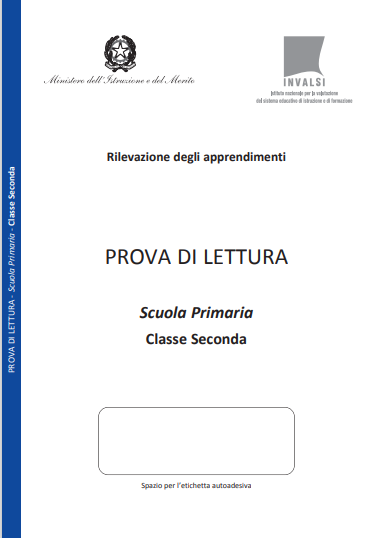 Ministero dell'Istruzione e del Merito
INVALSI
Istituto nazionale per la valutazione
del sistema educativo di istruzione e di formazione
Rilevazione degli apprendimenti
PROVA DI LETTURA
Scuola Primaria
Classe Seconda
Spazio per l'etichetta autoadesiva
PROVA DI LETTURA - Scuola Primaria - Classe Seconda